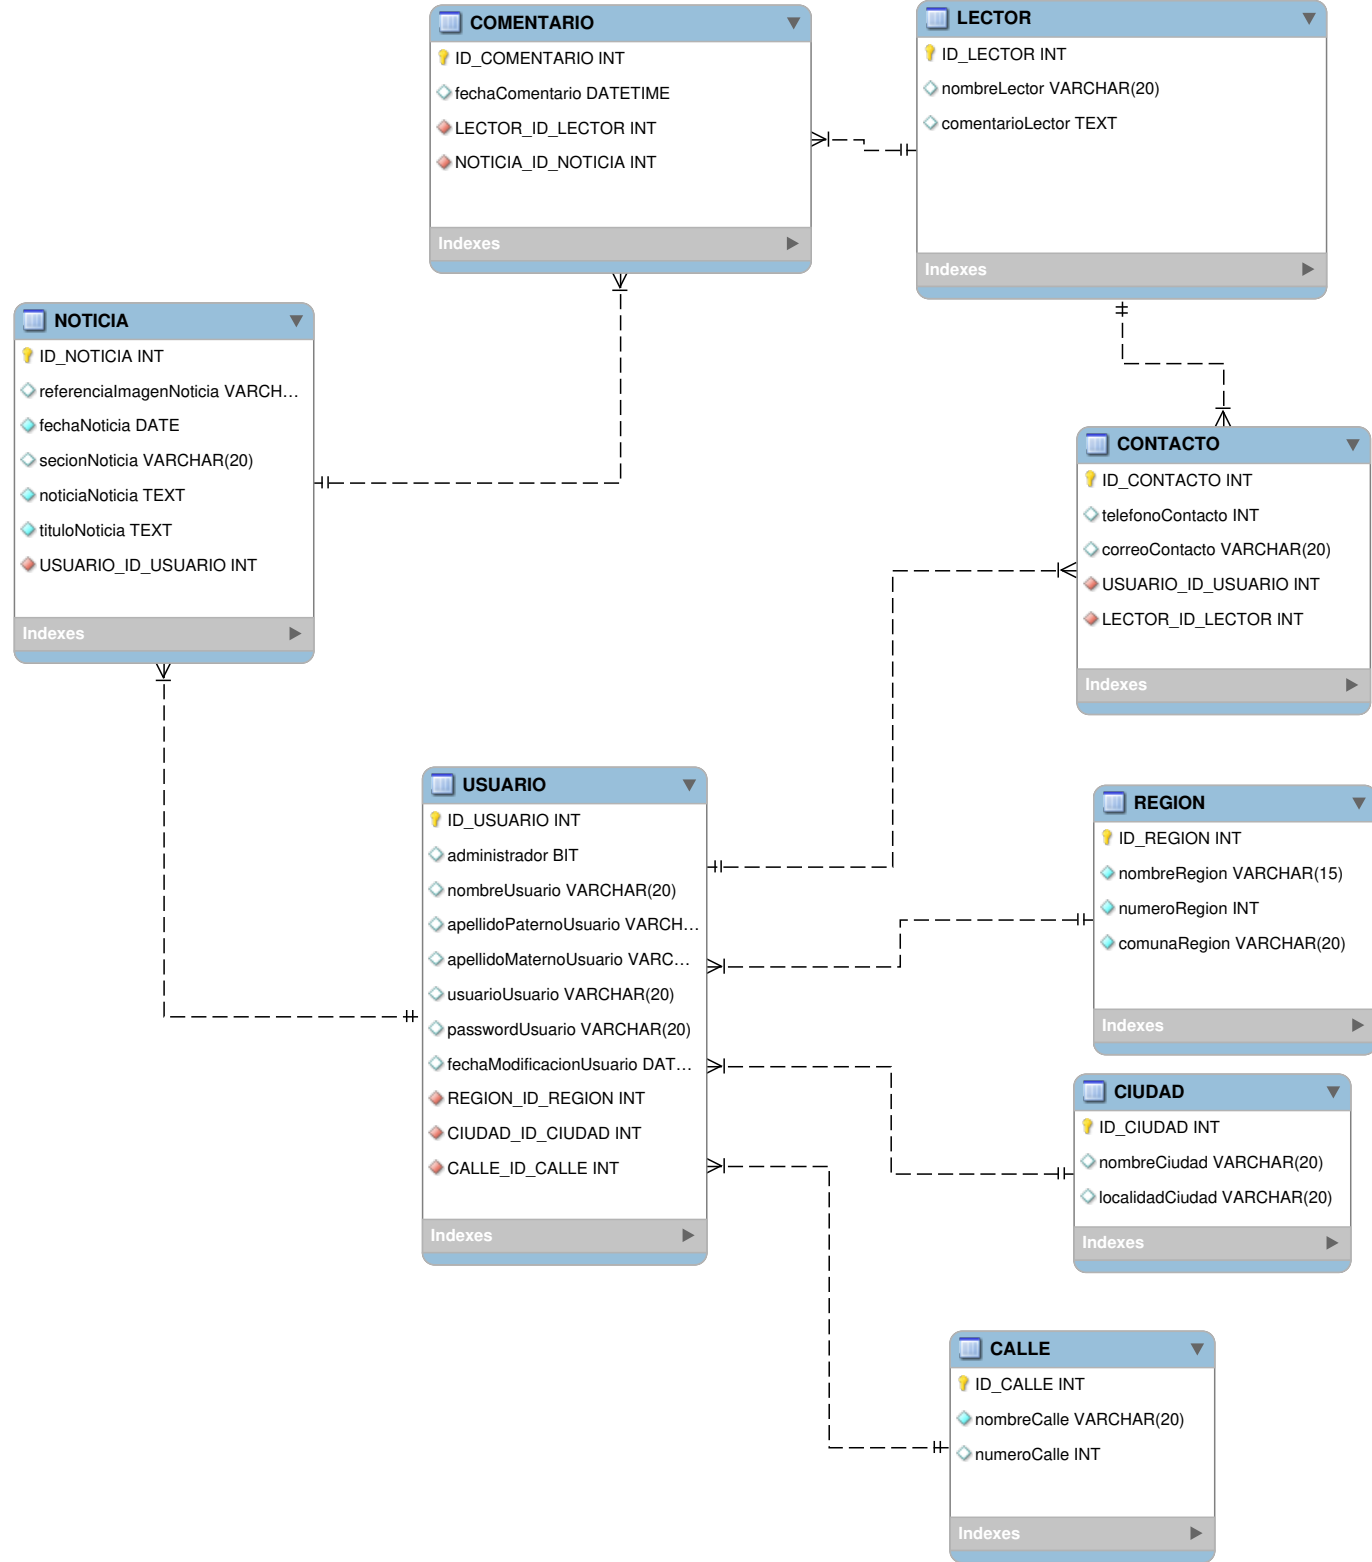 COMENTARIO
ID_COMENTARIO INT
fechaComentario DATETIME
LECTOR_ID_LECTOR INT
NOTICIA_ID_NOTICIA INT
Indexes
LECTOR
ID_LECTOR INT
nombreLector VARCHAR(20)
comentarioLector TEXT
Indexes
NOTICIA
ID_NOTICIA INT
referenciaImagenNoticia VARCH...
fechaNoticia DATE
secionNoticia VARCHAR(20)
noticiaNoticia TEXT
tituloNoticia TEXT
USUARIO_ID_USUARIO INT
Indexes
CONTACTO
ID_CONTACTO INT
telefonoContacto INT
correoContacto VARCHAR(20)
USUARIO_ID_USUARIO INT
LECTOR_ID_LECTOR INT
Indexes
USUARIO
ID_USUARIO INT
administrador BIT
nombreUsuario VARCHAR(20)
apellidoPaternoUsuario VARCH...
apellidoMaternoUsuario VARC...
usuarioUsuario VARCHAR(20)
passwordUsuario VARCHAR(20)
fechaModificacionUsuario DAT...
REGION_ID_REGION INT
CIUDAD_ID_CIUDAD INT
CALLE_ID_CALLE INT
Indexes
REGION
ID_REGION INT
nombreRegion VARCHAR(15)
numeroRegion INT
comunaRegion VARCHAR(20)
Indexes
CIUDAD
ID_CIUDAD INT
nombreCiudad VARCHAR(20)
localidadCiudad VARCHAR(20)
Indexes
CALLE
ID_CALLE INT
nombreCalle VARCHAR(20)
numeroCalle INT
Indexes